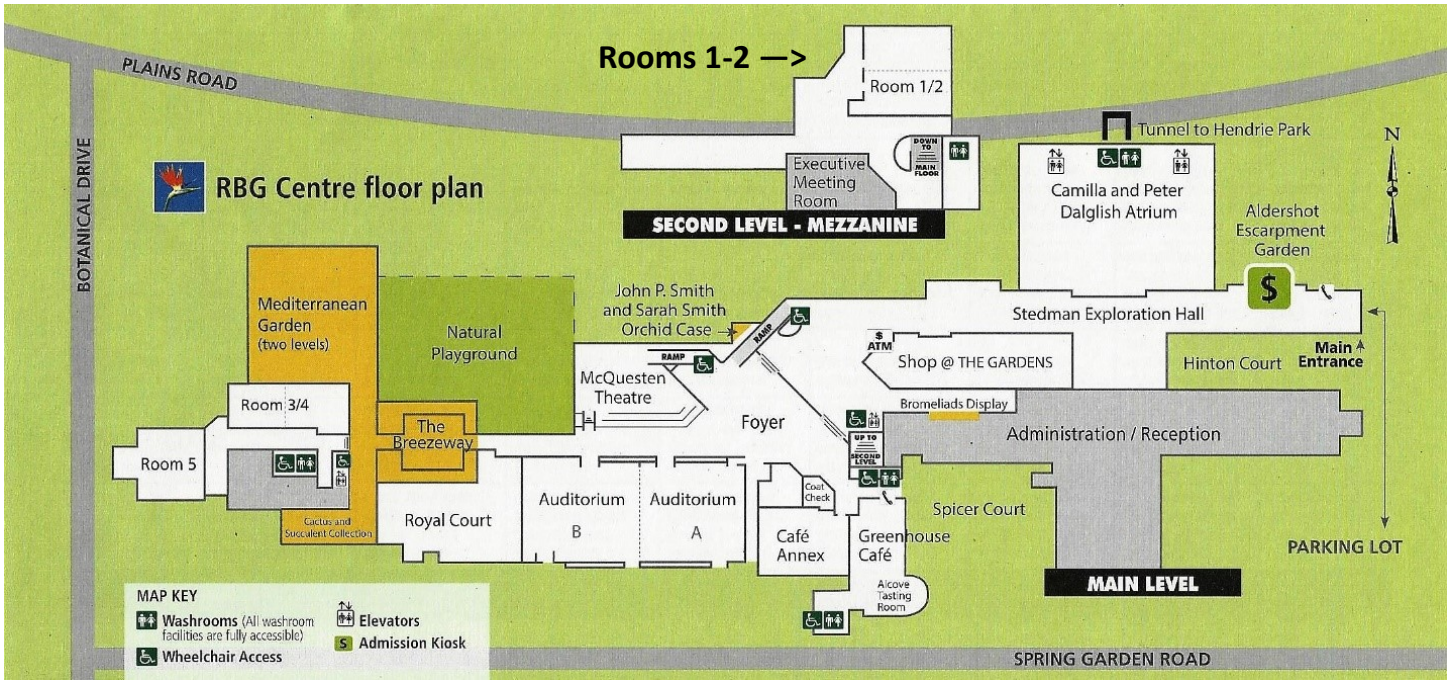 Rooms 1-2 —>
PLAINS ROAD
Room 1/2
Tunnel to Hendrie Park
N
BOTANICAL DRIVE
RBG Centre floor plan
Executive
Meeting
Room
DOWN
TO
MAIN
FLOOR
SECOND LEVEL - MEZZANINE
Camilla and Peter
Dalglish Atrium
Aldershot
Escarpment
Garden
$
Mediterranean
Garden
(two levels)
Natural
Playground
John P. Smith
and Sarah Smith
Orchid Case
RAMP
RAMP
Stedman Exploration Hall
$
ATM
Shop @ THE GARDENS
Hinton Court
Main
Entrance
McQuesten
Theatre
Room 3/4
The
Breezeway
Foyer
Bromeliads Display
Administration / Reception
UP TO
SECOND
LEVEL
Room 5
Cactus and
Succulent Collection
Royal Court
Auditorium
B
Auditorium
A
Coat
Check
Café
Annex
Greenhouse
Café
Spicer Court
Alcove
Tasting
Room
PARKING LOT
MAIN LEVEL
MAP KEY
Washrooms (All washroom
facilities are fully accessible)
Wheelchair Access
Elevators
$ Admission Kiosk
SPRING GARDEN ROAD